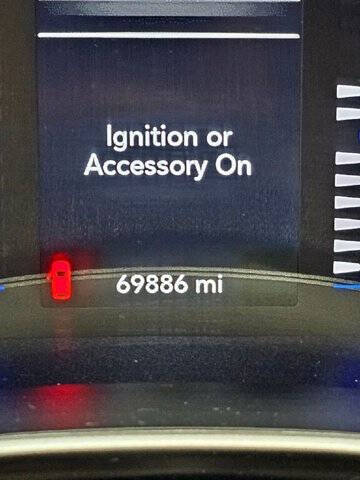 Ignition or
Accessory On
69886 mi